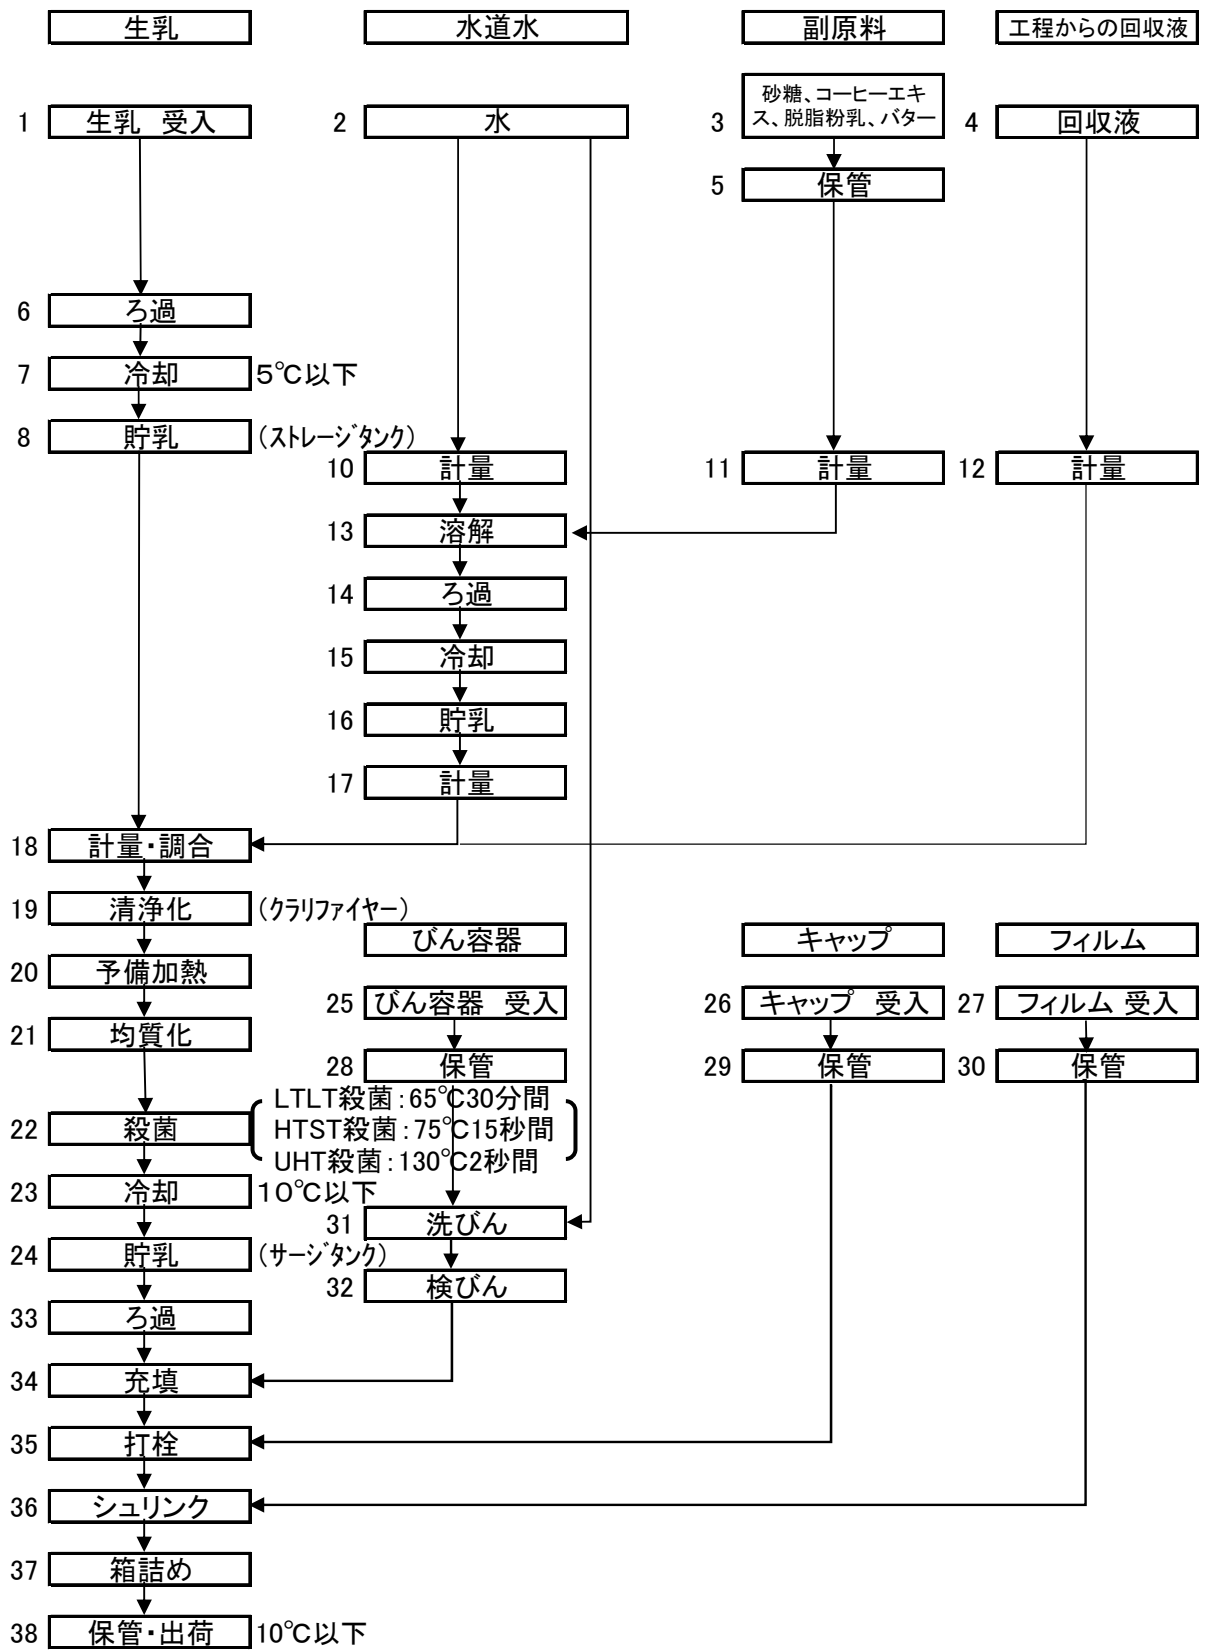 生乳 水道水 副原料 工程からの回収液
砂糖、コーヒーエキ
1 生乳 受入 2 水 3 ス、脱脂粉乳、バター 4 回収液
5 保管
6 ろ過
7 冷却 5℃以下
8 貯乳 (ストレージタンク)
10 計量 11 計量 12 計量
13 溶解
14 ろ過
15 冷却
16 貯乳
17 計量
18 計量・調合
19 清浄化 (クラリファイヤー)
びん容器 キャップ フィルム
20 予備加熱
25 びん容器 受入 26 キャップ 受入 27 フィルム 受入
21 均質化
28 保管 29 保管 30 保管
LTLT殺菌:65℃30分間
22 殺菌 HTST殺菌:75℃15秒間
UHT殺菌:130℃2秒間
23 冷却 10℃以下
31 洗びん
24 貯乳 (サージタンク)
32 検びん
33 ろ過
34 充填
35 打栓
36 シュリンク
37 箱詰め
38 保管・出荷 10℃以下